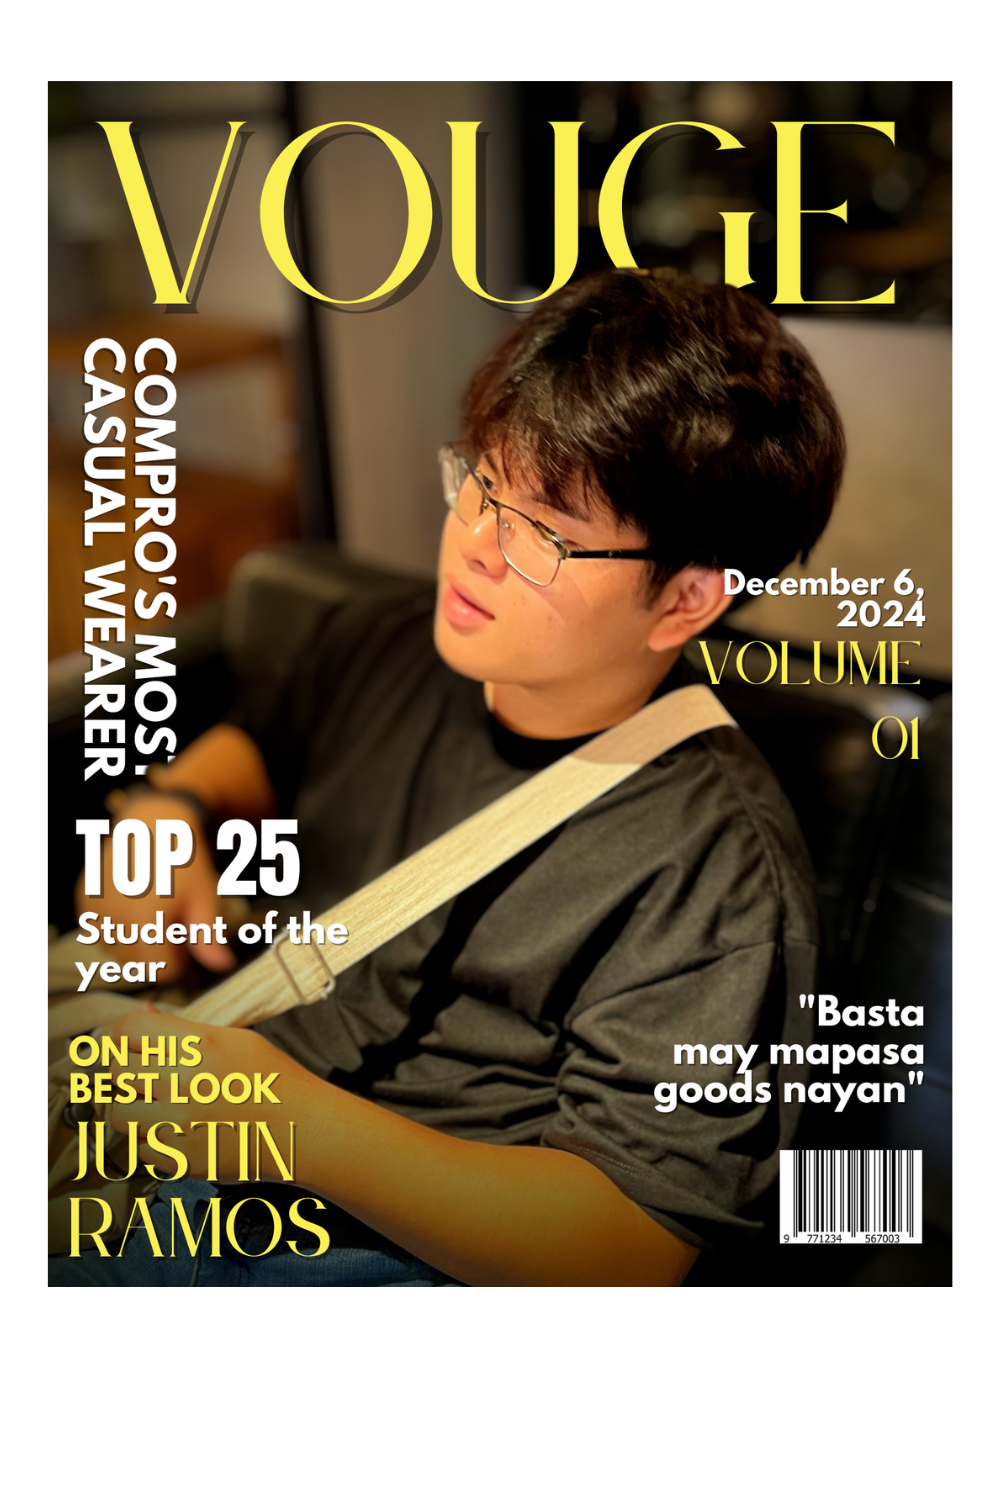 VOUGE
COMPRO'S MOST
CASUAL WEARER
December 6,
2024
VOLUME
01
TOP 25
Student of the
year
ON HIS
BEST LOOK
JUSTIN
RAMOS
"Basta
may mapasa
goods nayan"
9 771234 567003